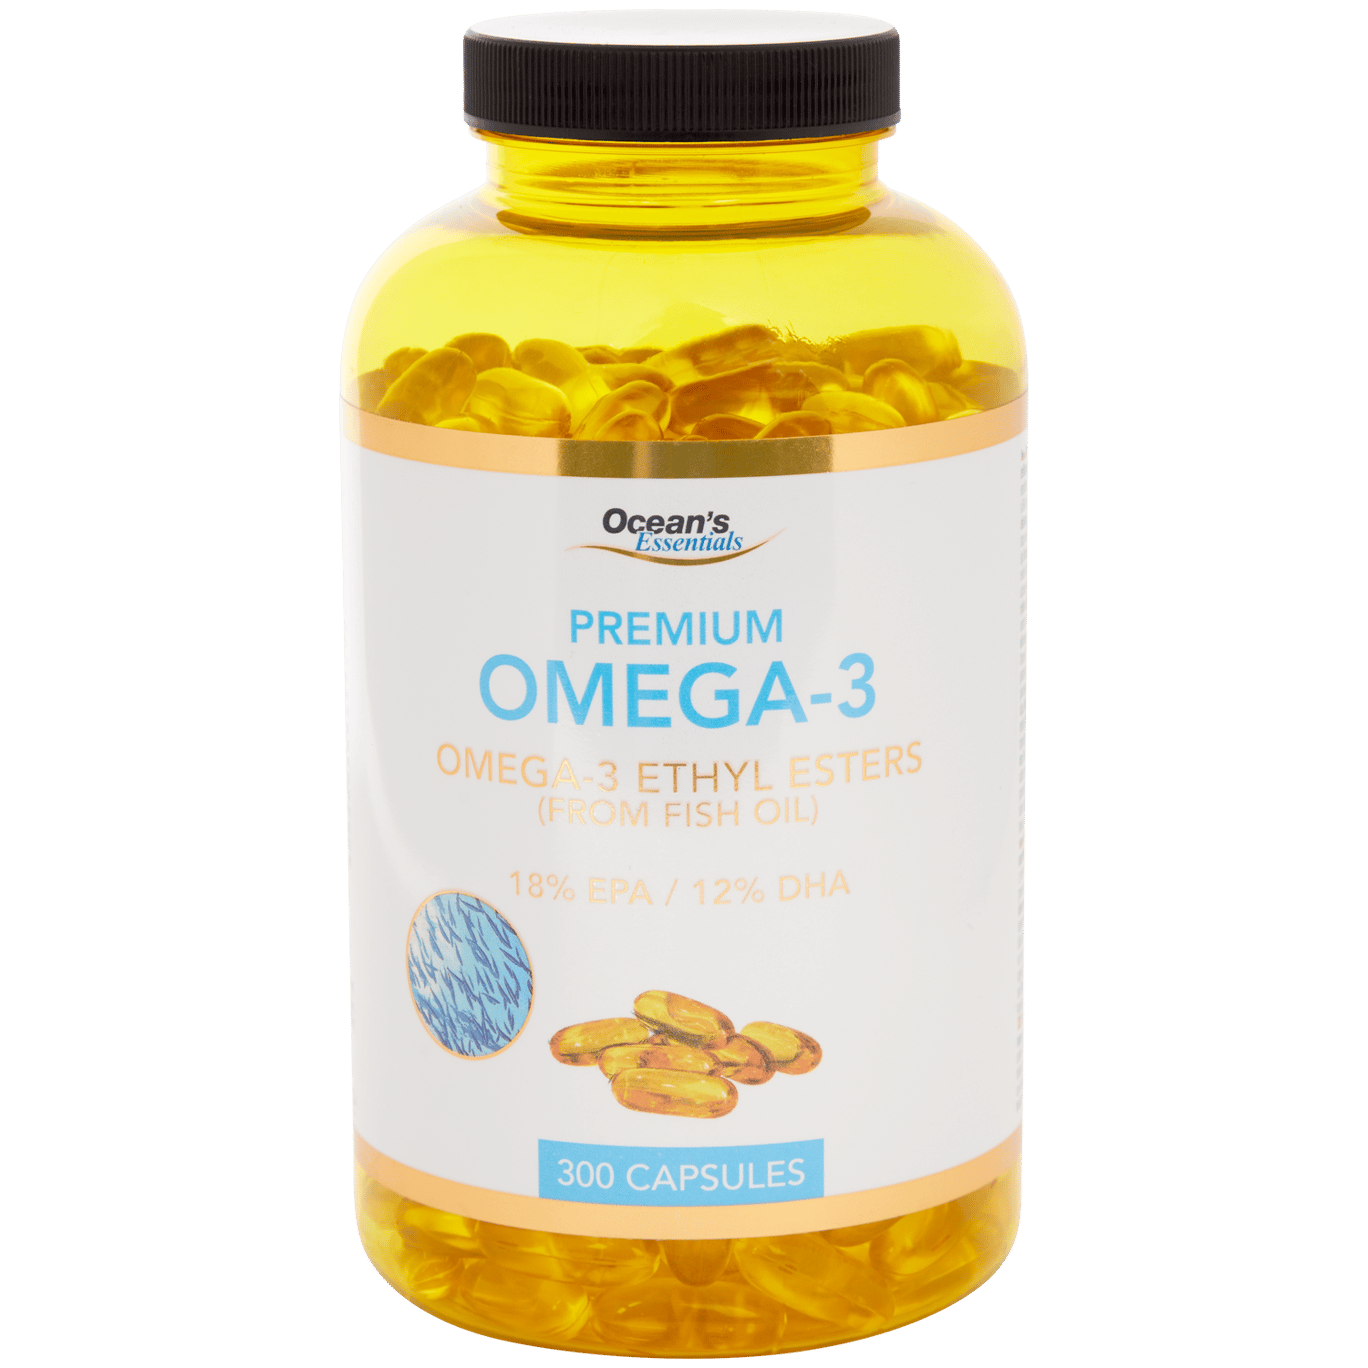 Ocean's
Essentials
PREMIUM
OMEGA-3
OMEGA-3 ETHYL ESTERS
(FROM FISH OIL)
18% EPA / 12% DHA
300 CAPSULES